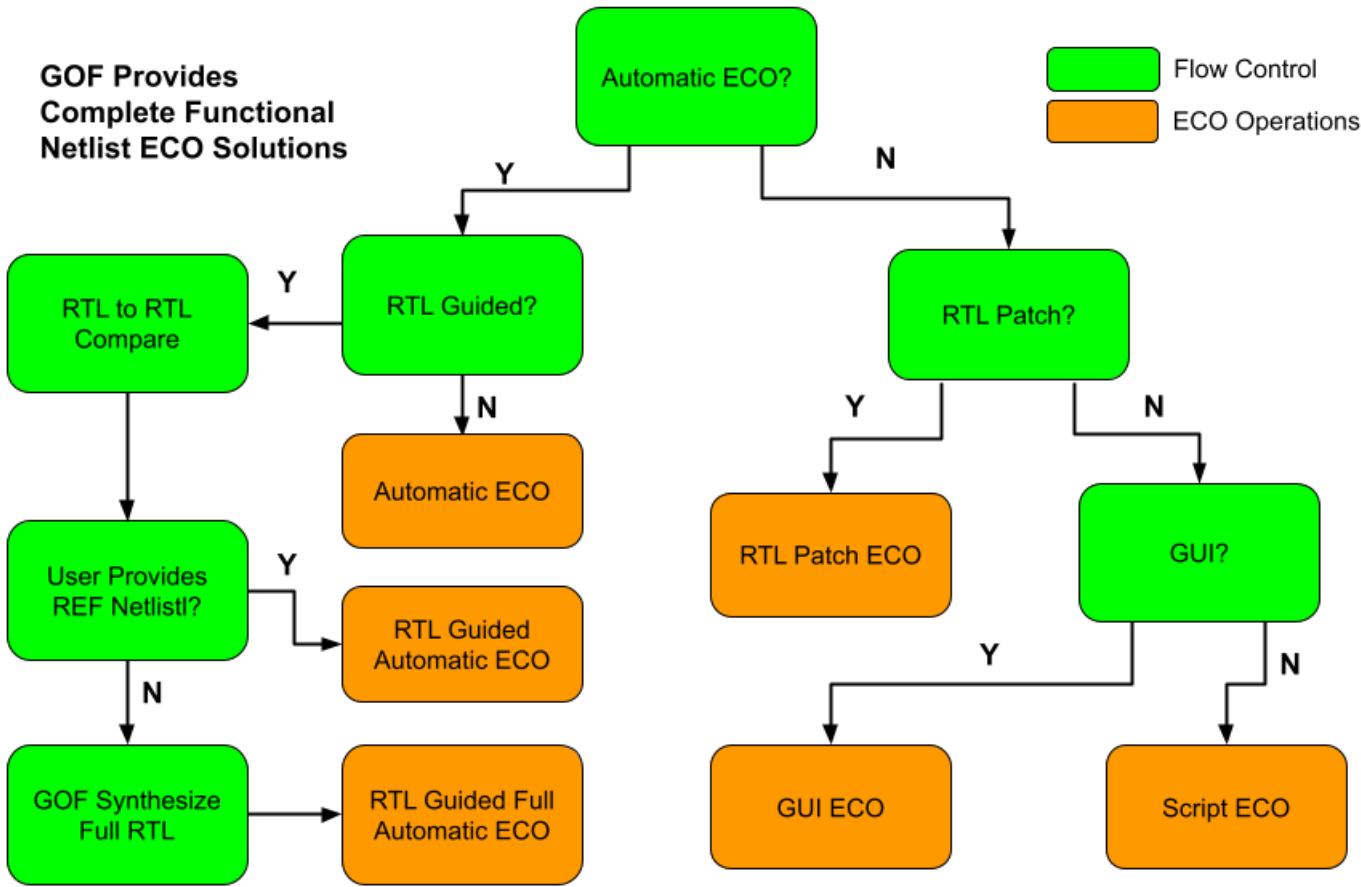 GOF Provides
Complete Functional
Netlist ECO Solutions
Automatic ECO?
Flow Control
ECO Operations
Y
N
RTL to RTL
Compare
Y
RTL Guided?
RTL Patch?
N
Y
N
Automatic ECO
User Provides
REF Netlistl?
Y
RTL Guided
Automatic ECO
RTL Patch ECO
GUI?
N
Y
N
GOF Synthesize
Full RTL
RTL Guided Full
Automatic ECO
GUI ECO
Script ECO